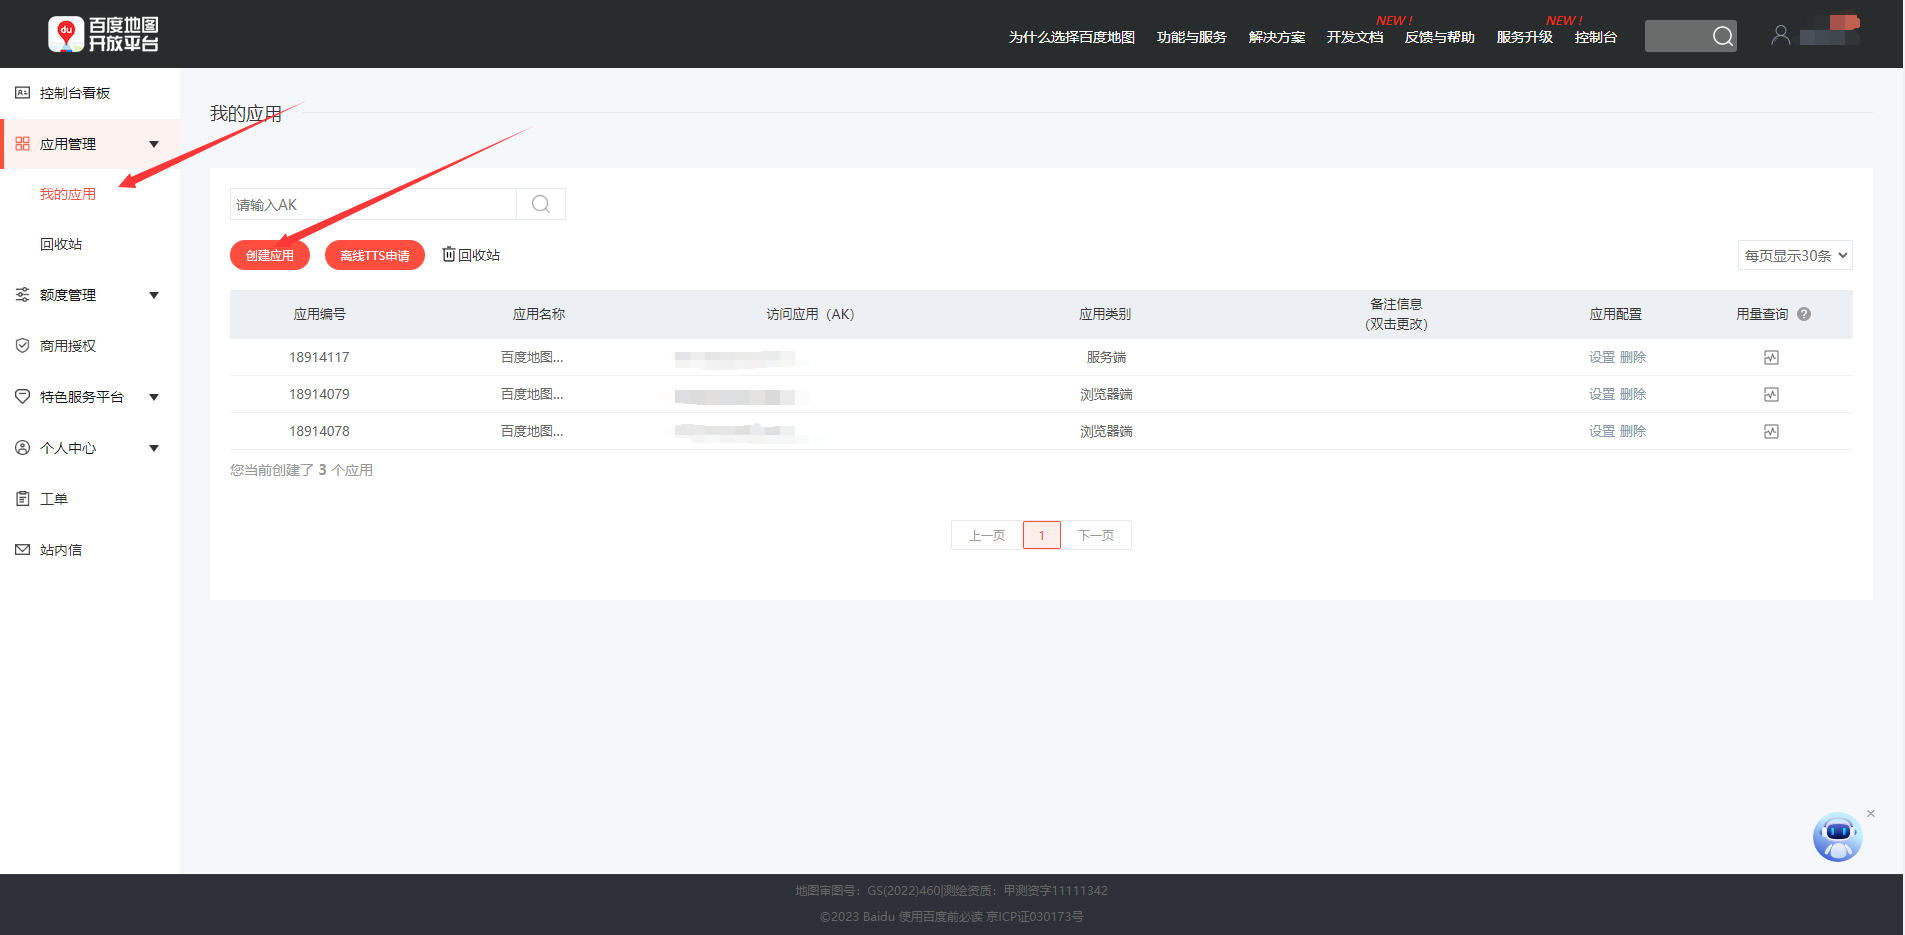 百度地图
开放平台
为什么选择百度地图 功能与服务 解决方案 开发文档 NEW ! 反馈与帮助 服务升级 NEW ! 控制台
控制台看板
应用管理
我的应用
回收站
额度管理
商用授权
特色服务平台
个人中心
工单
站内信
我的应用
请输入AK
创建应用 离线TTS申请 回收站 每页显示30条
应用编号 应用名称 访问应用（AK） 应用类别 备注信息 应用配置 用量查询 ?
（双击更改）
18914117 百度地图... 服务端 设置 删除
18914079 百度地图... 浏览器端 设置 删除
18914078 百度地图... 浏览器端 设置 删除
您当前创建了 3 个应用
上一页 1 下一页
地图审图号：GS(2022)460|测绘资质：甲测资字11111342
©2023 Baidu 使用百度前必读 京ICP证030173号